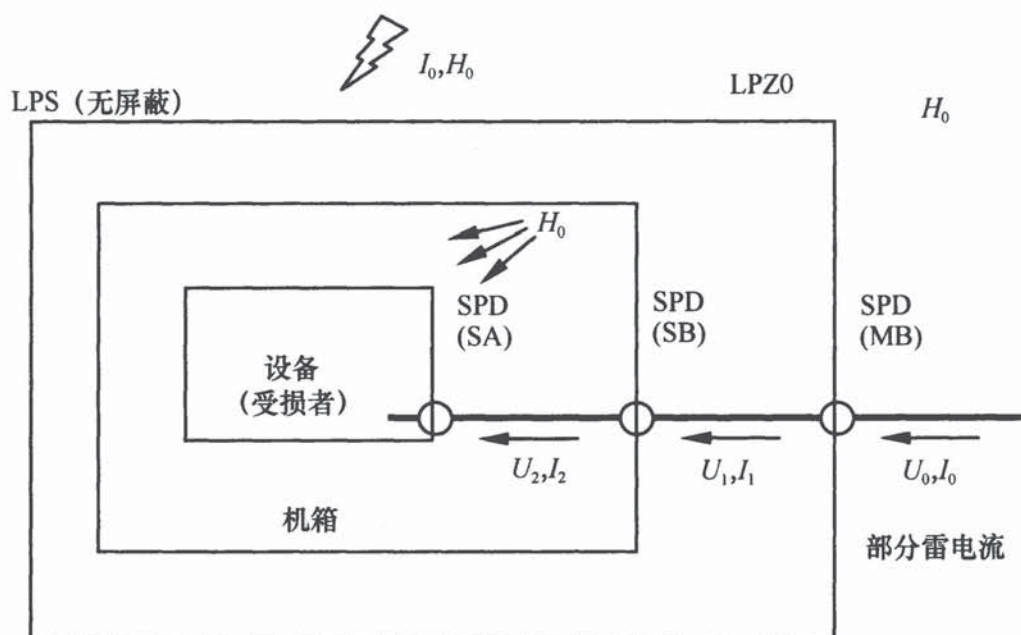 I₀,H₀
LPS（无屏蔽）
LPZ0
H₀
H₀
SPD
(SA)
SPD
(SB)
SPD
(MB)
设备
（受损者）
U₂,I₂
U₁,I₁
U₀,I₀
机箱
部分雷电流